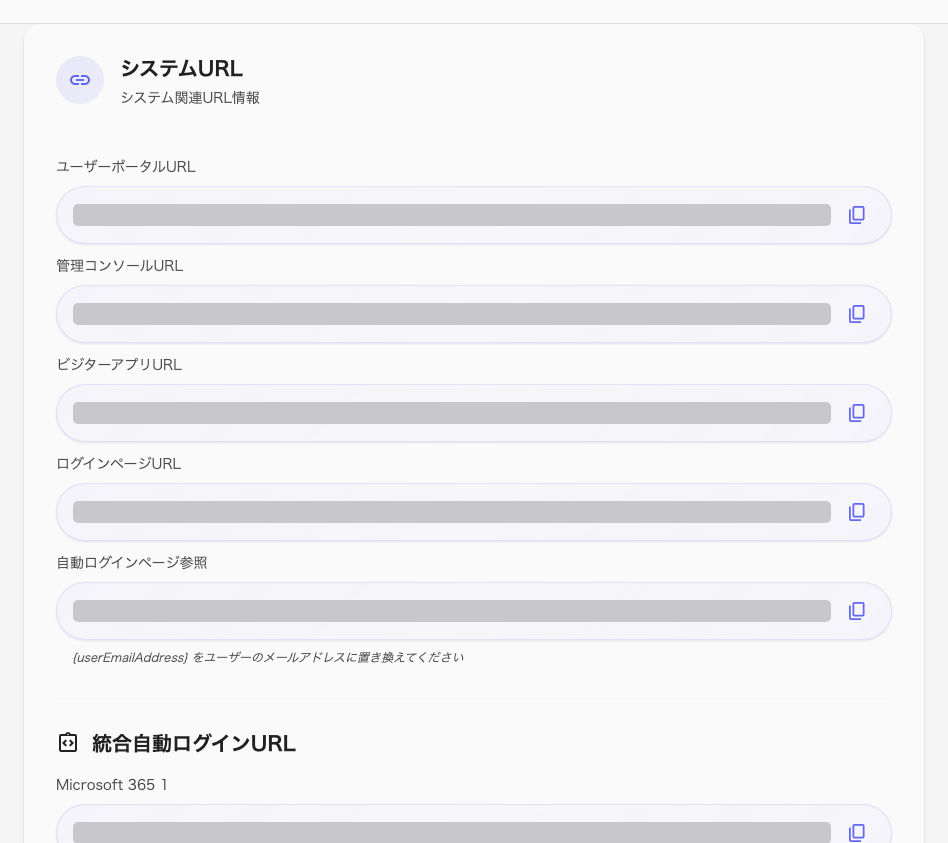 システムURL
システム関連URL情報
ユーザーポータルURL
管理コンソールURL
ビジターアプリURL
ログインページURL
自動ログインページ参照
{userEmailAddress} をユーザーのメールアドレスに置き換えてください
統合自動ログインURL
Microsoft 365 1